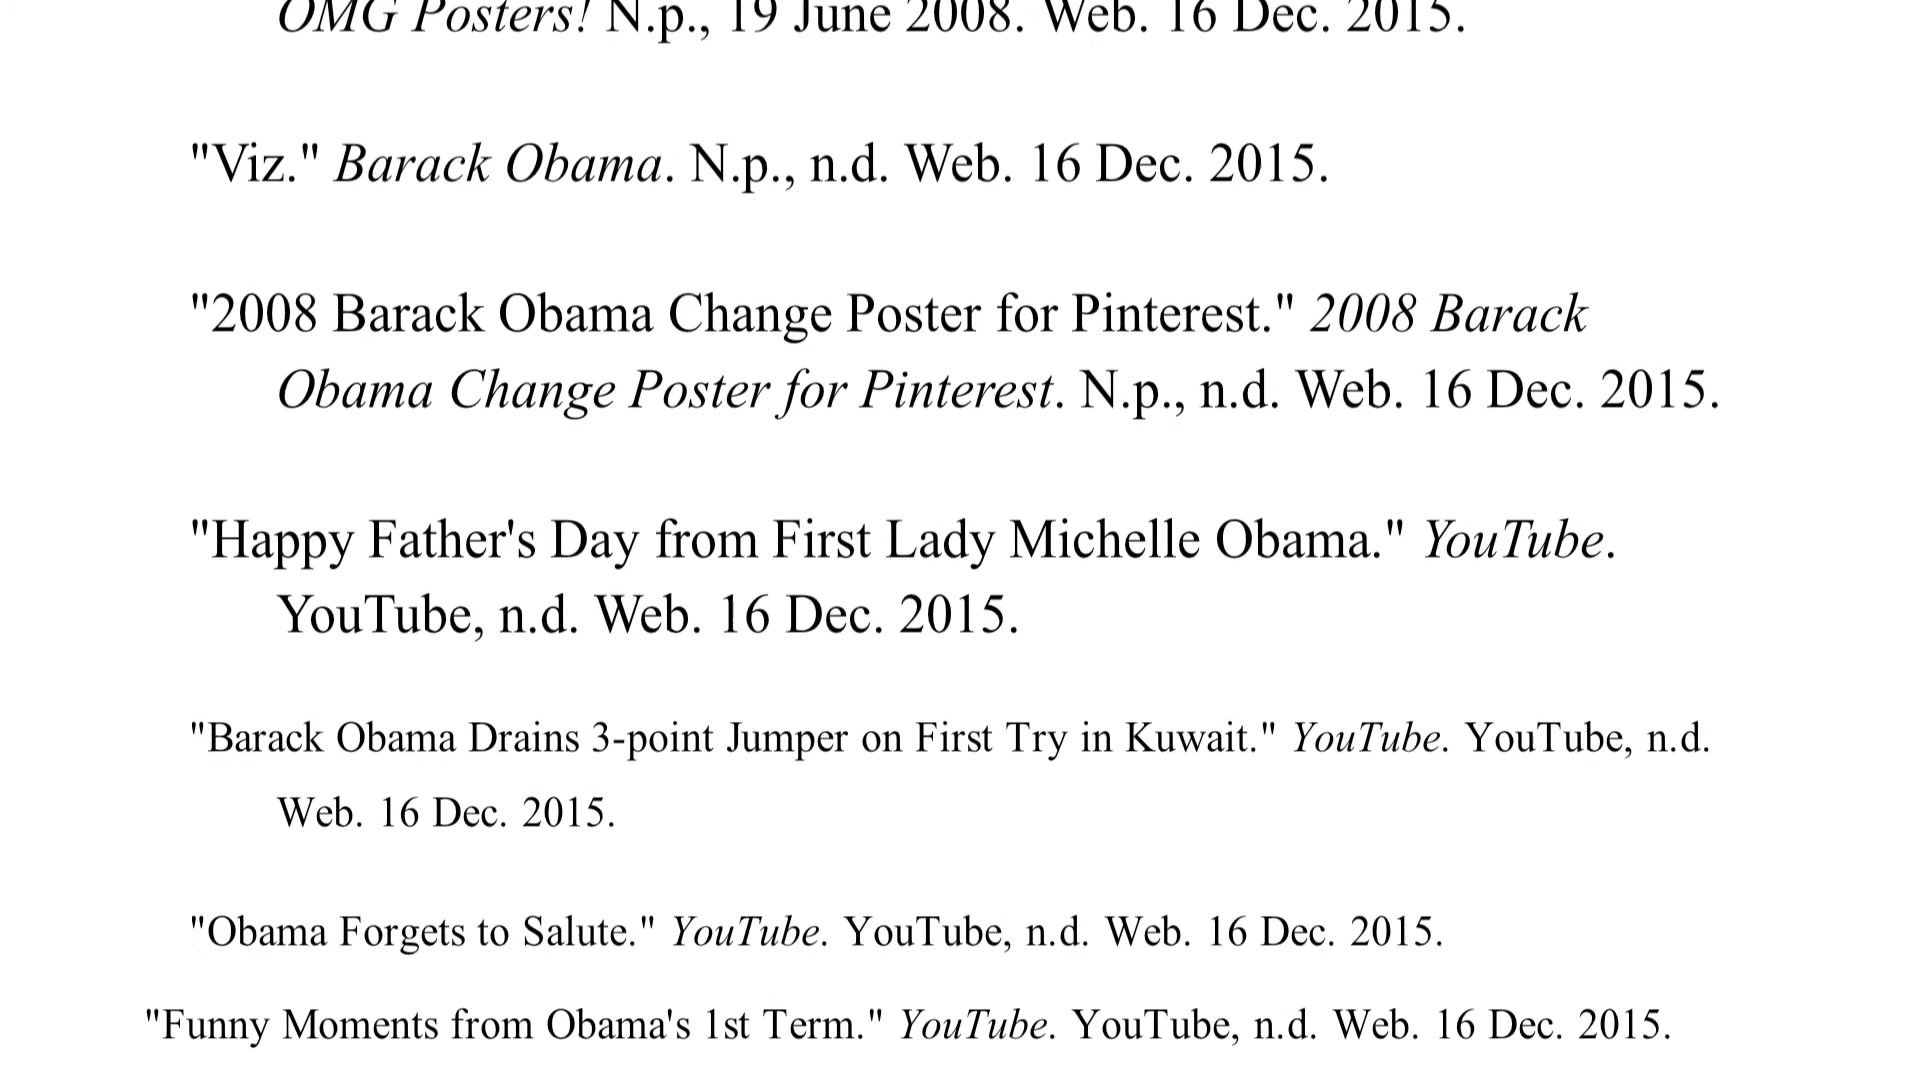 OMG Posters! N.p., 19 June 2008. Web. 16 Dec. 2015.
"Viz." Barack Obama. N.p., n.d. Web. 16 Dec. 2015.
"2008 Barack Obama Change Poster for Pinterest." 2008 Barack
Obama Change Poster for Pinterest. N.p., n.d. Web. 16 Dec. 2015.
"Happy Father's Day from First Lady Michelle Obama." YouTube.
YouTube, n.d. Web. 16 Dec. 2015.
"Barack Obama Drains 3-point Jumper on First Try in Kuwait." YouTube. YouTube, n.d.
Web. 16 Dec. 2015.
"Obama Forgets to Salute." YouTube. YouTube, n.d. Web. 16 Dec. 2015.
"Funny Moments from Obama's 1st Term." YouTube. YouTube, n.d. Web. 16 Dec. 2015.